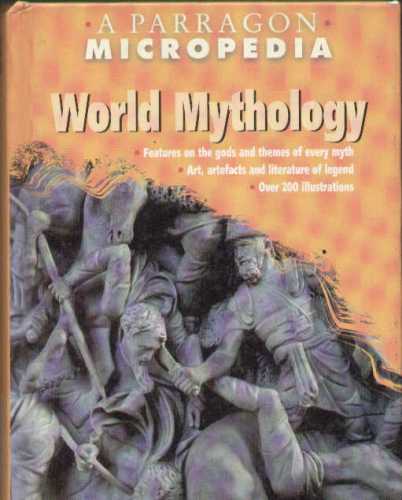 • A PARRAGON •
MICROPEDIA
World Mythology
• Features on the gods and themes of every myth
• Art, artefacts and literature of legend
• Over 200 illustrations